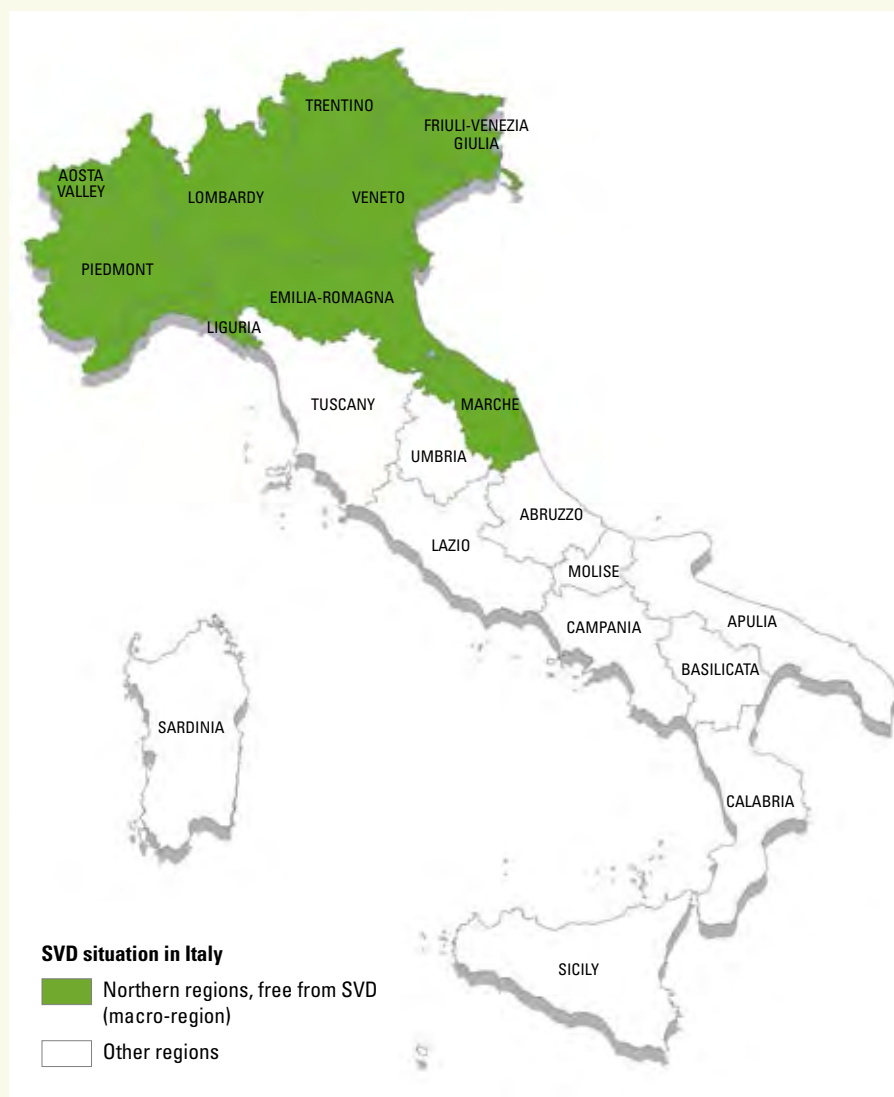 TRENTINO
FRIULI-VENEZIA
GIULIA
AOSTA
VALLEY
LOMBARDY
VENETO
PIEDMONT
EMILIA-ROMAGNA
LIGURIA
TUSCANY
MARCHE
UMBRIA
ABRUZZO
LAZIO
MOLISE
CAMPANIA
APULIA
BASILICATA
SARDINIA
CALABRIA
SICILY
SVD situation in Italy
Northern regions, free from SVD
(macro-region)
Other regions